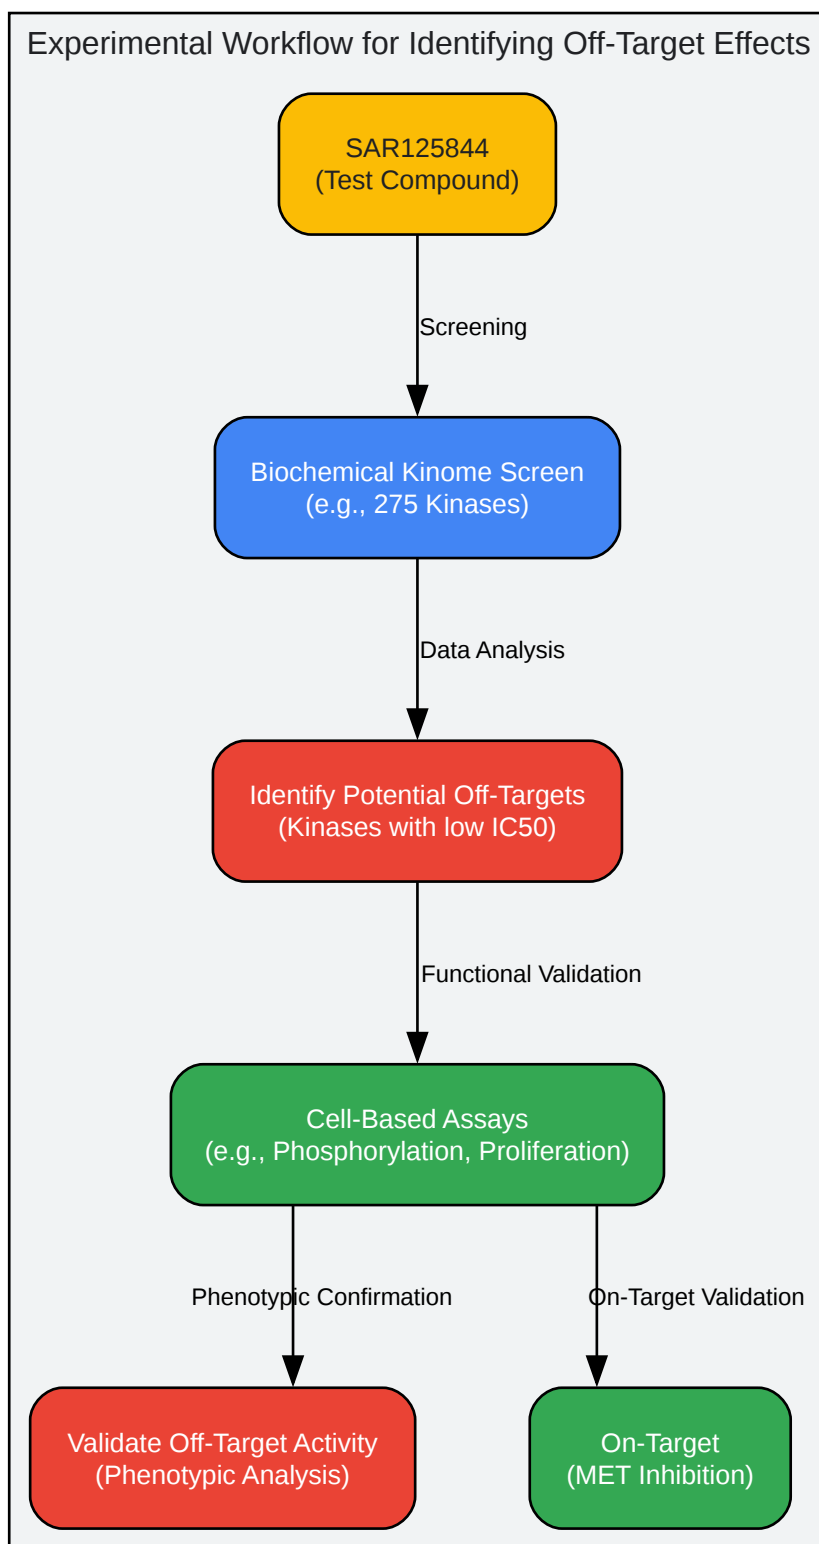 Experimental Workflow for Identifying Off-Target Effects
SAR125844
(Test Compound)
Screening
Biochemical Kinome Screen
(e.g., 275 Kinases)
Data Analysis
Identify Potential Off-Targets
(Kinases with low IC50)
Functional Validation
Cell-Based Assays
(e.g., Phosphorylation, Proliferation)
Phenotypic Confirmation
On-Target Validation
Validate Off-Target Activity
(Phenotypic Analysis)
On-Target
(MET Inhibition)